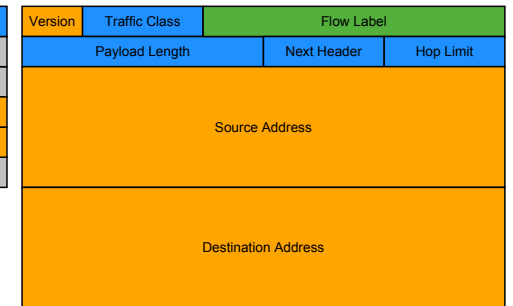 Version Traffic Class Flow Label
Payload Length Next Header Hop Limit
Source Address
Destination Address